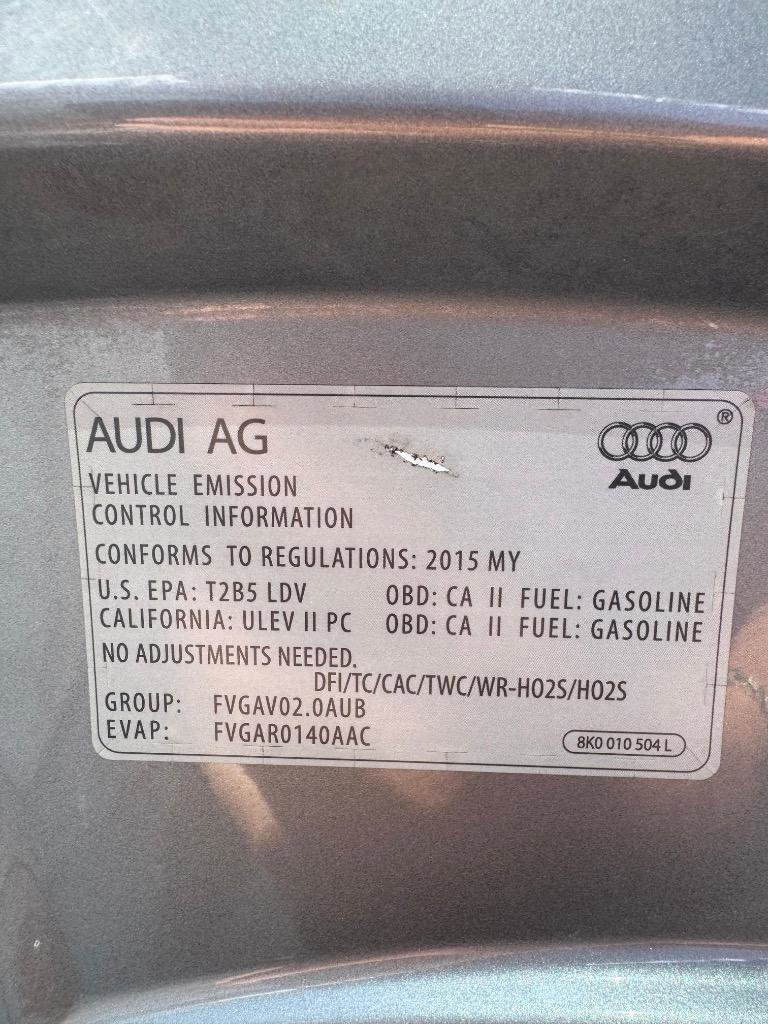 AUDI AG
®
Audi
VEHICLE EMISSION
CONTROL INFORMATION
CONFORMS TO REGULATIONS: 2015 MY
U.S. EPA: T2B5 LDV OBD: CA II FUEL: GASOLINE
CALIFORNIA: ULEV II PC OBD: CA II FUEL: GASOLINE
NO ADJUSTMENTS NEEDED.
DFI/TC/CAC/TWC/WR-HO2S/HO2S
GROUP: FVGAV02.0AUB
EVAP: FVGAR0140AAC
8K0 010 504 L